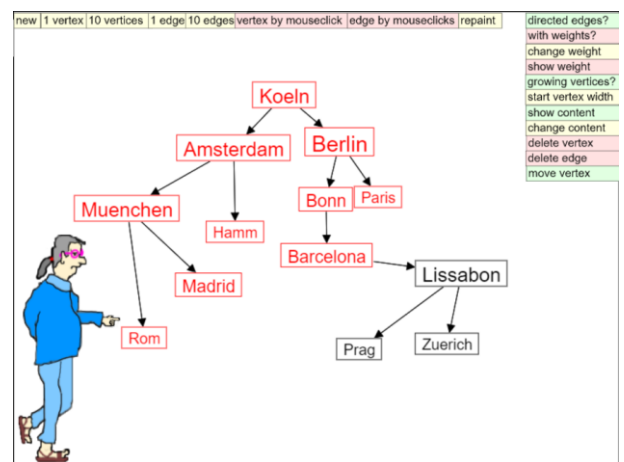 new 1 vertex 10 vertices 1 edge 10 edges vertex by mouseclick edge by mouseclicks repaint
directed edges?
with weights?
change weight
show weight
growing vertices?
start vertex width
show content
change content
delete vertex
delete edge
move vertex
Koeln
Amsterdam Berlin
Muenchen Bonn Paris
Hamm
Barcelona
Lissabon
Madrid
Rom
Prag Zuerich